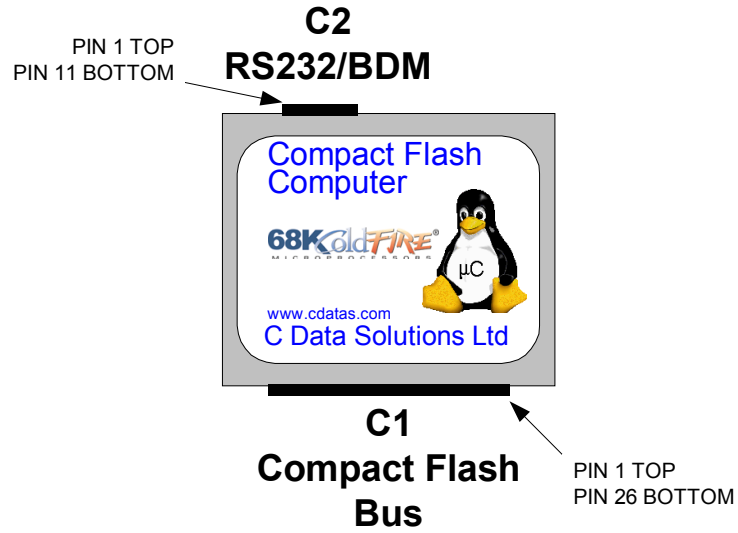 C2
RS232/BDM
PIN 1 TOP
PIN 11 BOTTOM
Compact Flash
Computer
68K ColdFIRE®
MICROPROCESSORS
µC
www.cdatas.com
C Data Solutions Ltd
C1
Compact Flash
Bus
PIN 1 TOP
PIN 26 BOTTOM